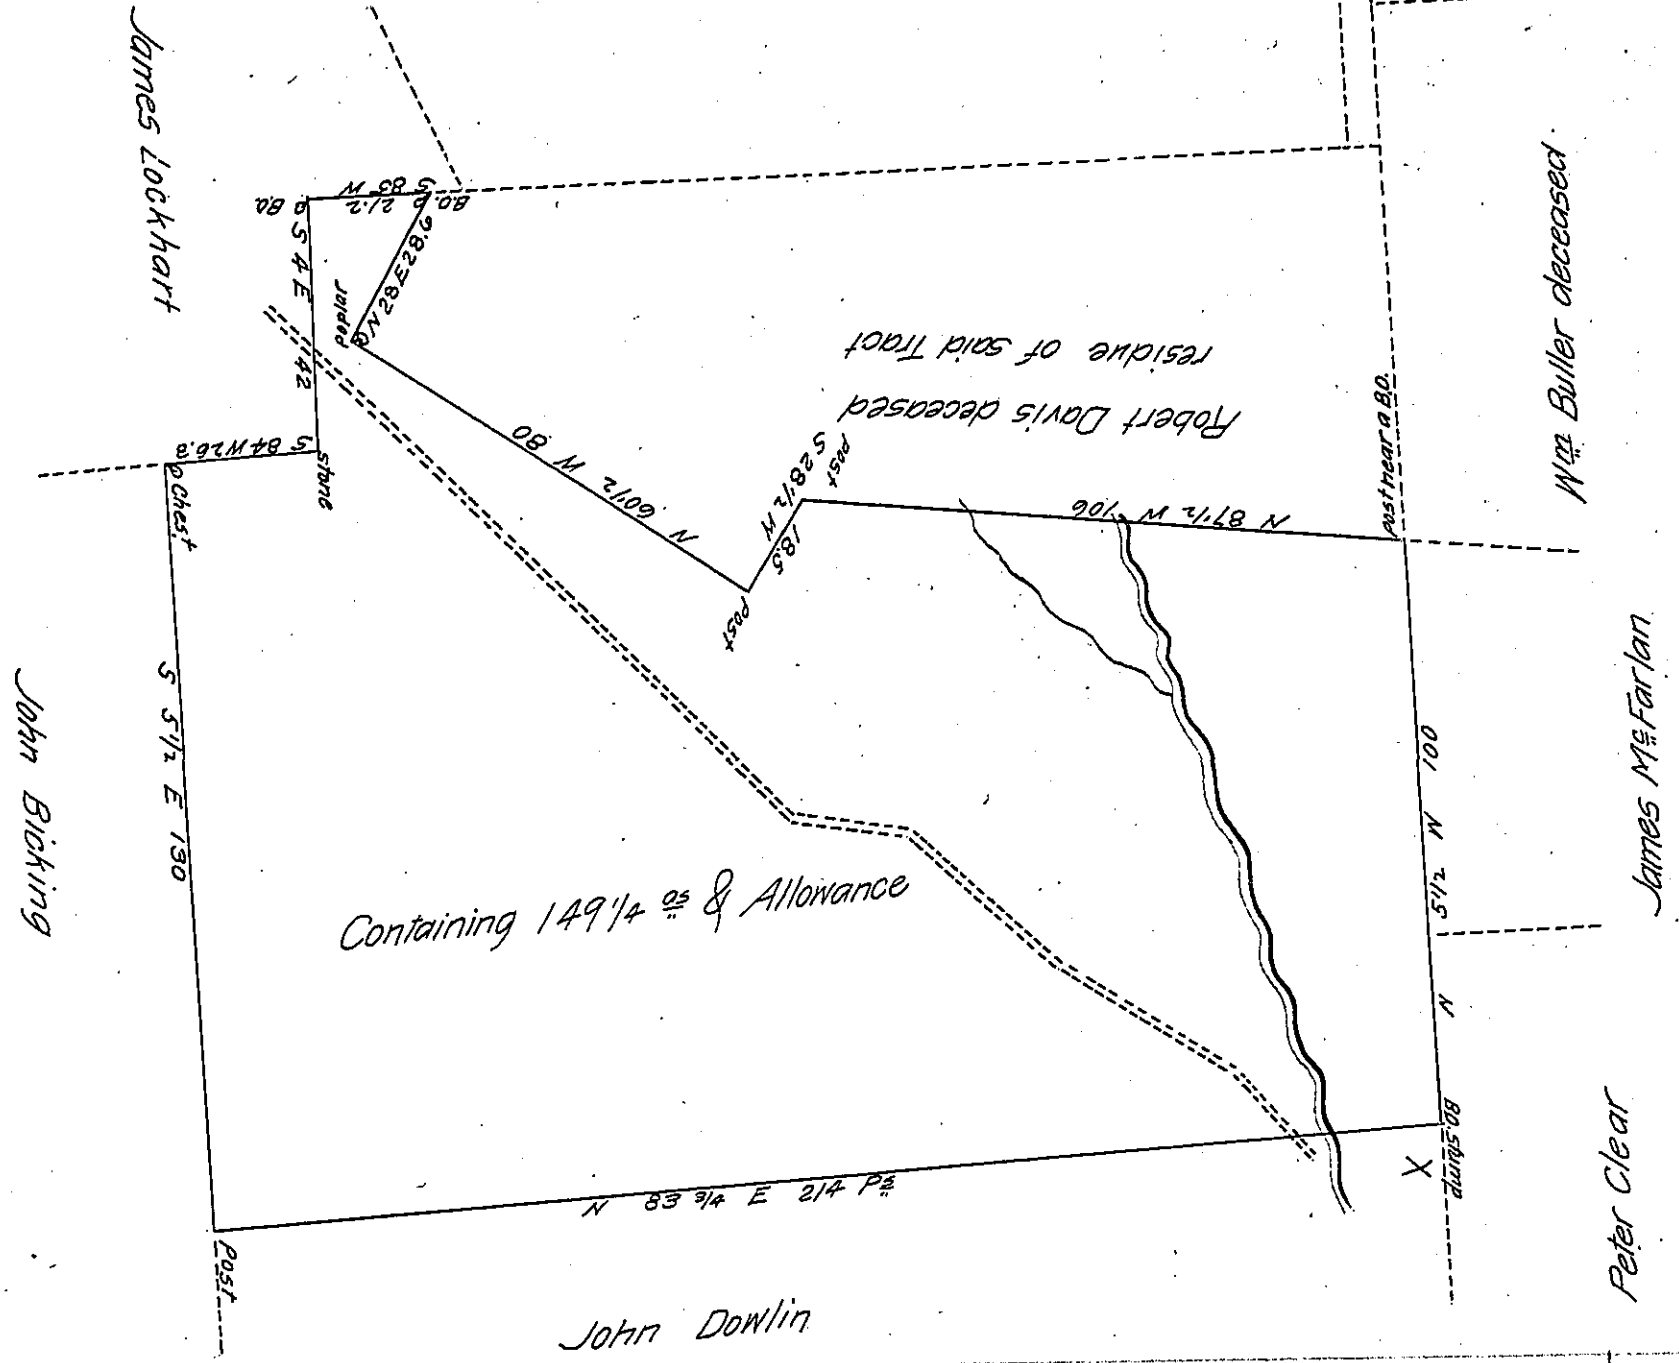 James Lockhart
Wm Buller deceased.
S 85 W
21.2
B.O.
B.O
S 4 E 42
N 28 E 28.6
poplar
residue of said Tract
Robert Davis deceased
post near a B.O.
S 84 W 26.2
stone
Chest
N 60 1/2 W 80
post
S 28 1/2 W 18.5
post
N 87 1/2 W 106
James McFarlan
S 5 1/2 E 130
N 5 1/2 W 100
John Bicking
Containing 149 1/4 as & Allowance
B.O. stump
X
N 83 3/4 E 214 Ps
Peter Clear
Post
John Dowlin